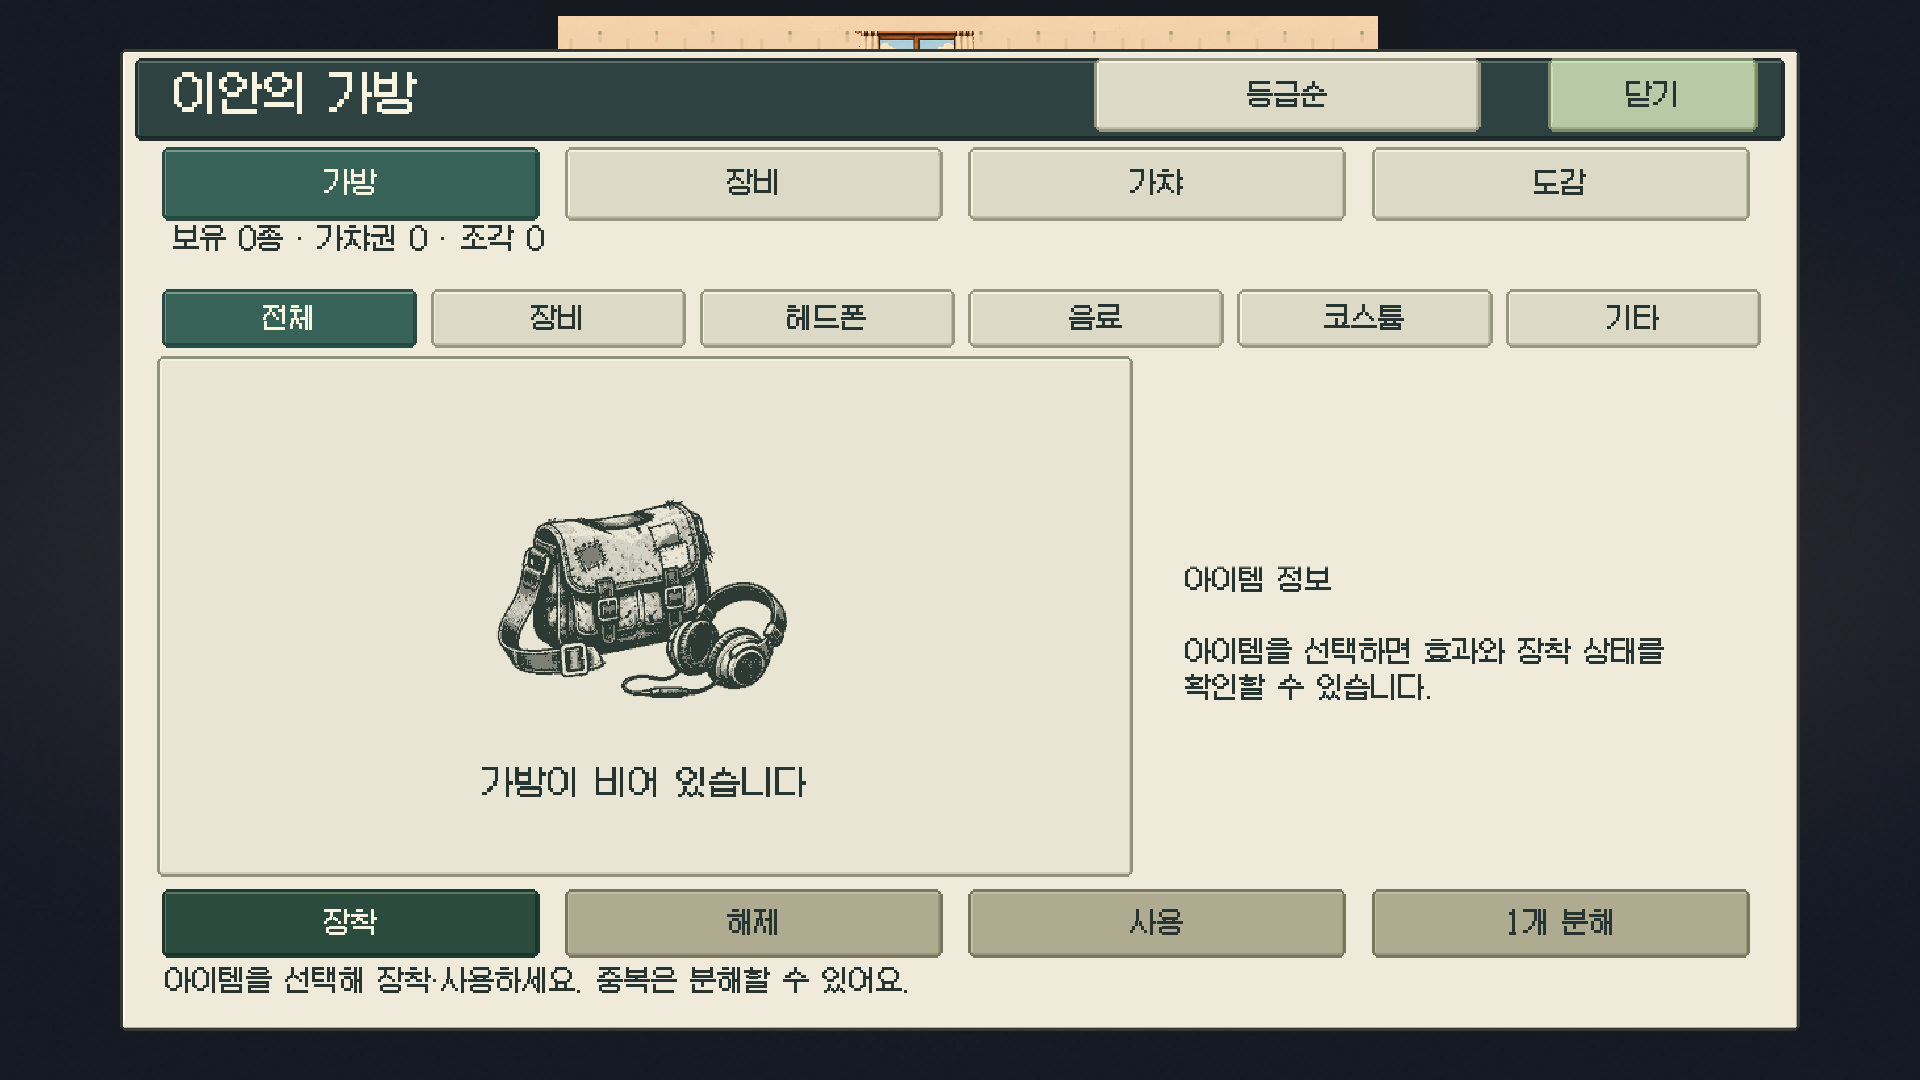 이안의 가방
등급순
닫기
가방
장비
가챠
도감
보유 0종 · 가챠권 0 · 조각 0
전체
장비
헤드폰
음료
코스튬
기타
가방이 비어 있습니다
아이템 정보
아이템을 선택하면 효과와 장착 상태를
확인할 수 있습니다.
장착
해제
사용
1개 분해
아이템을 선택해 장착·사용하세요. 중복은 분해할 수 있어요.